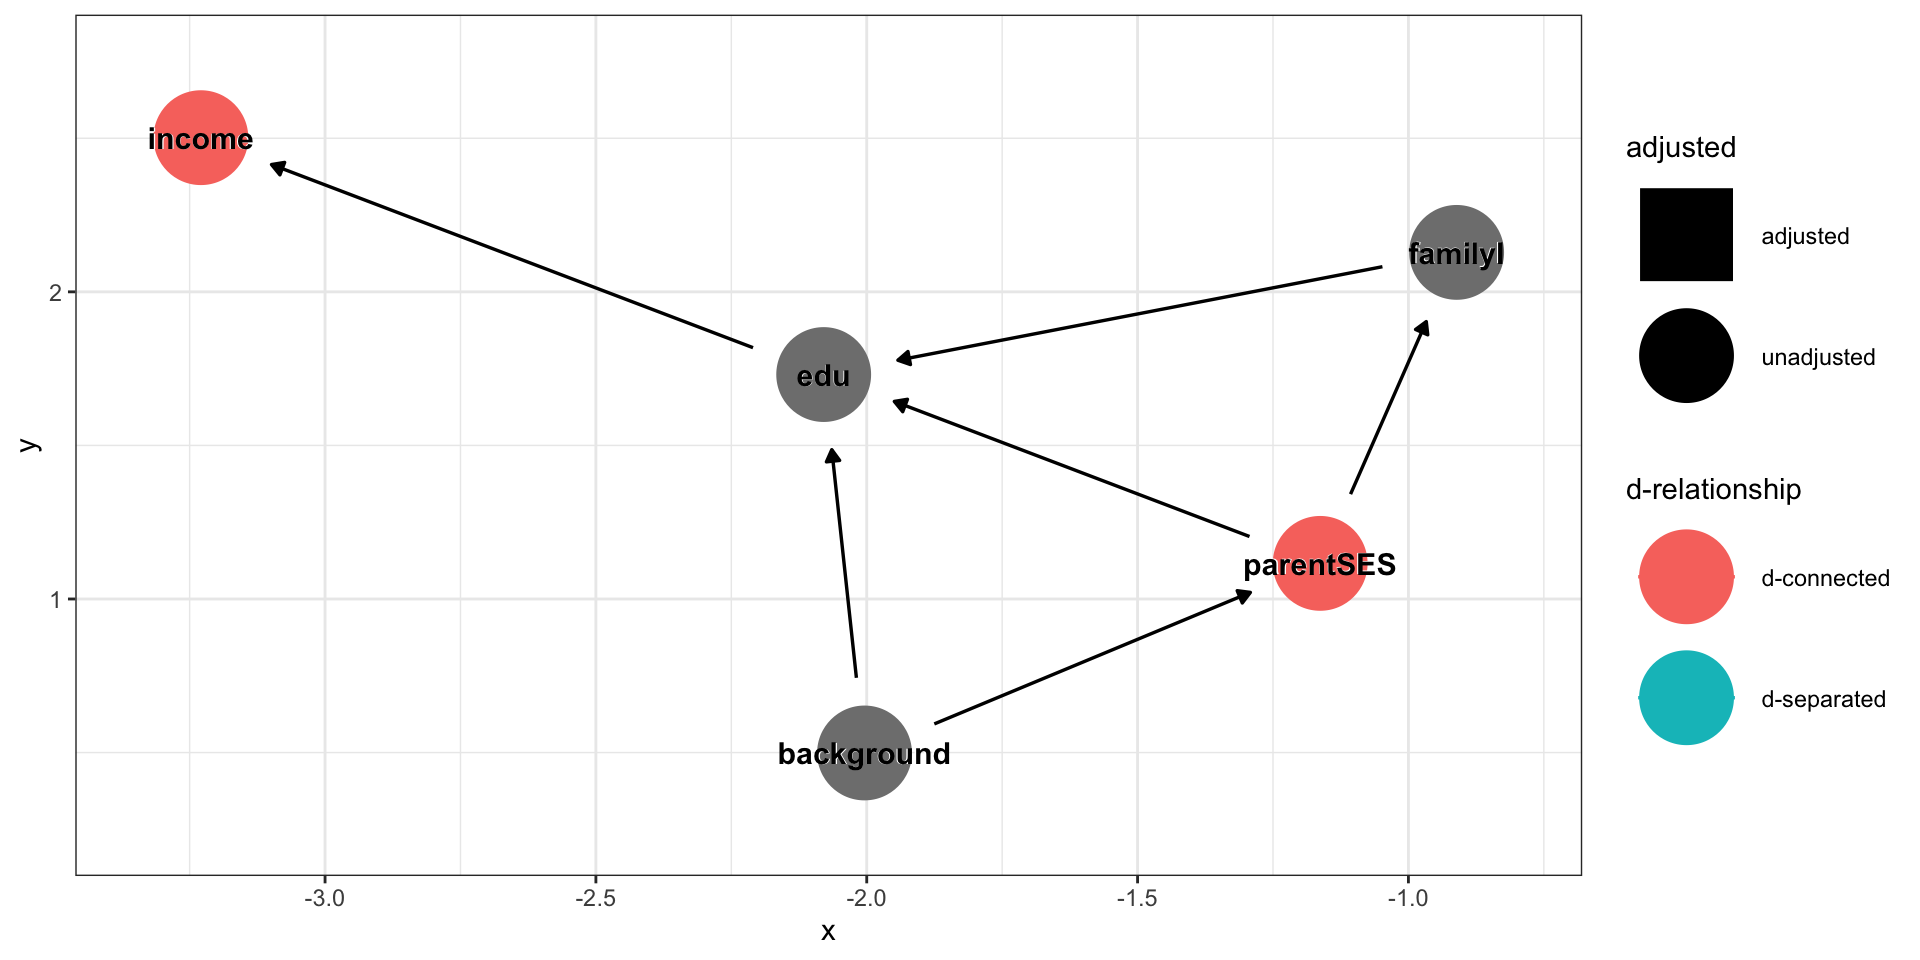 income
familyI
edu
parentSES
background
2
1
y
-3.0
-2.5
-2.0
-1.5
-1.0
x
adjusted
adjusted
unadjusted
d-relationship
d-connected
d-separated